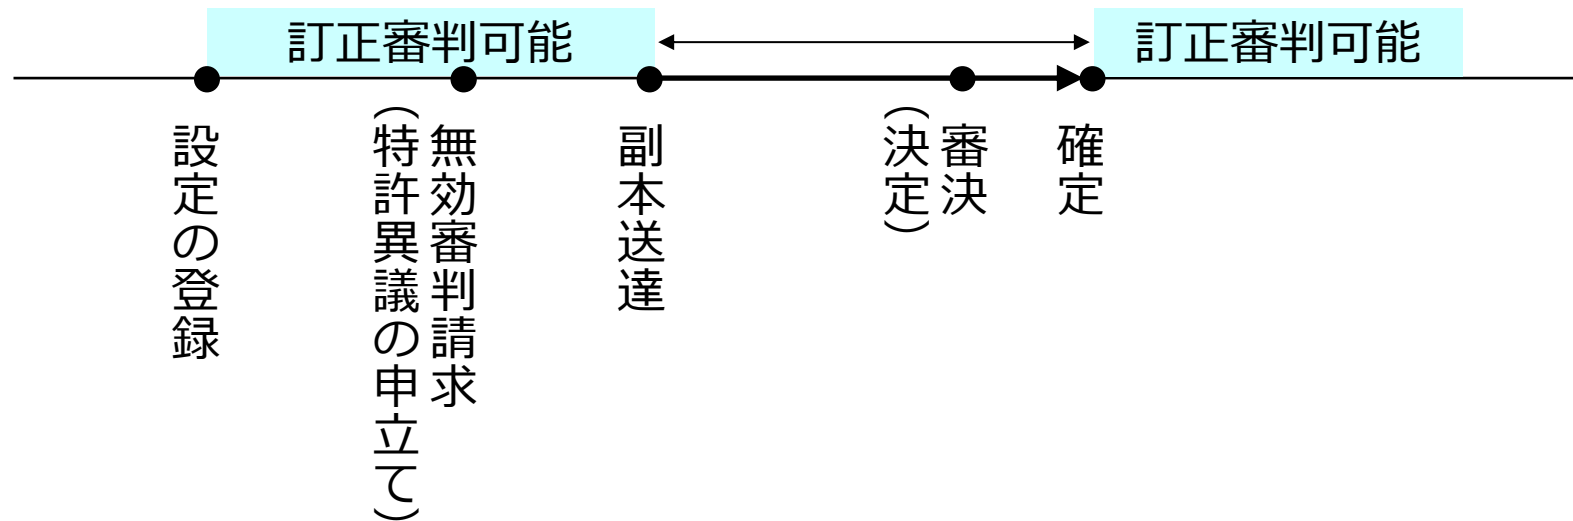 訂正審判可能
訂正審判可能
設定の登録
無効審判請求
(特許異議の申立て)
副本送達
審決
(決定)
確定